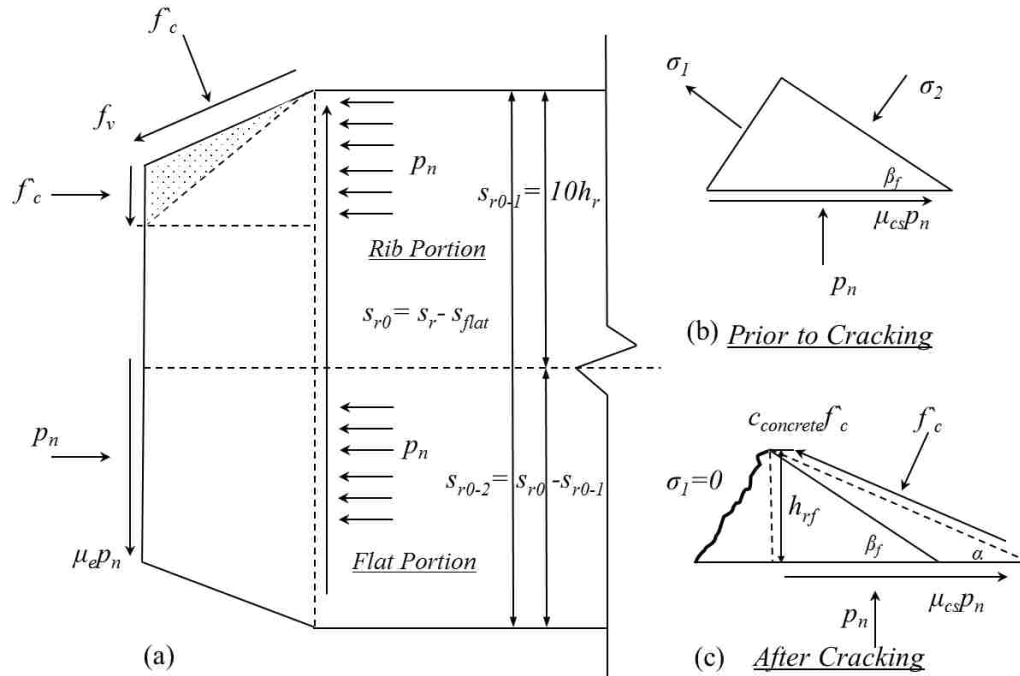 f`c
fv
f`c
pn
sr0-1= 10hr
Rib Portion
sr0= sr- sflat
pn
pn
sr0-2= sr0 -sr0-1
μepn
Flat Portion
(a)
σ1
σ2
βf
μcspn
pn
(b) Prior to Cracking
cconcretef`c
f`c
σ1=0
hrf
βf
α
μcspn
pn
(c) After Cracking